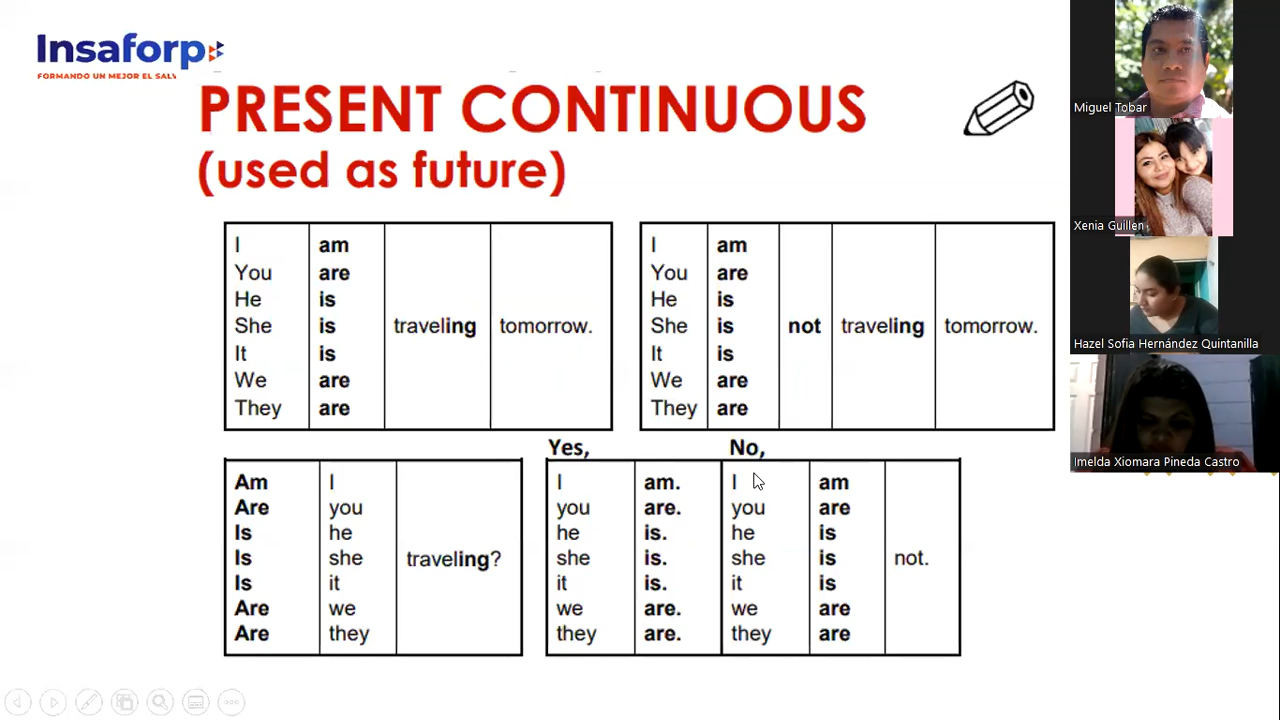 Insaforp
FORMANDO UN MEJOR EL SALV
PRESENT CONTINUOUS
(used as future)
I am
You are
He is
She is
It is
We are
They are
traveling
tomorrow.
I am
You are
He is
She is
It is
We are
They are
not
traveling
tomorrow.
Am I
Are you
Is he
Is she
Is it
Are we
Are they
traveling?
Yes,
I am.
you are.
he is.
she is.
it is.
we are.
they are.
No,
I am
you are
he is
she is
it is
we are
they are
not.
Miguel Tobar
Xenia Guillen
Hazel Sofia Hernández Quintanilla
Imelda Xiomara Pineda Castro